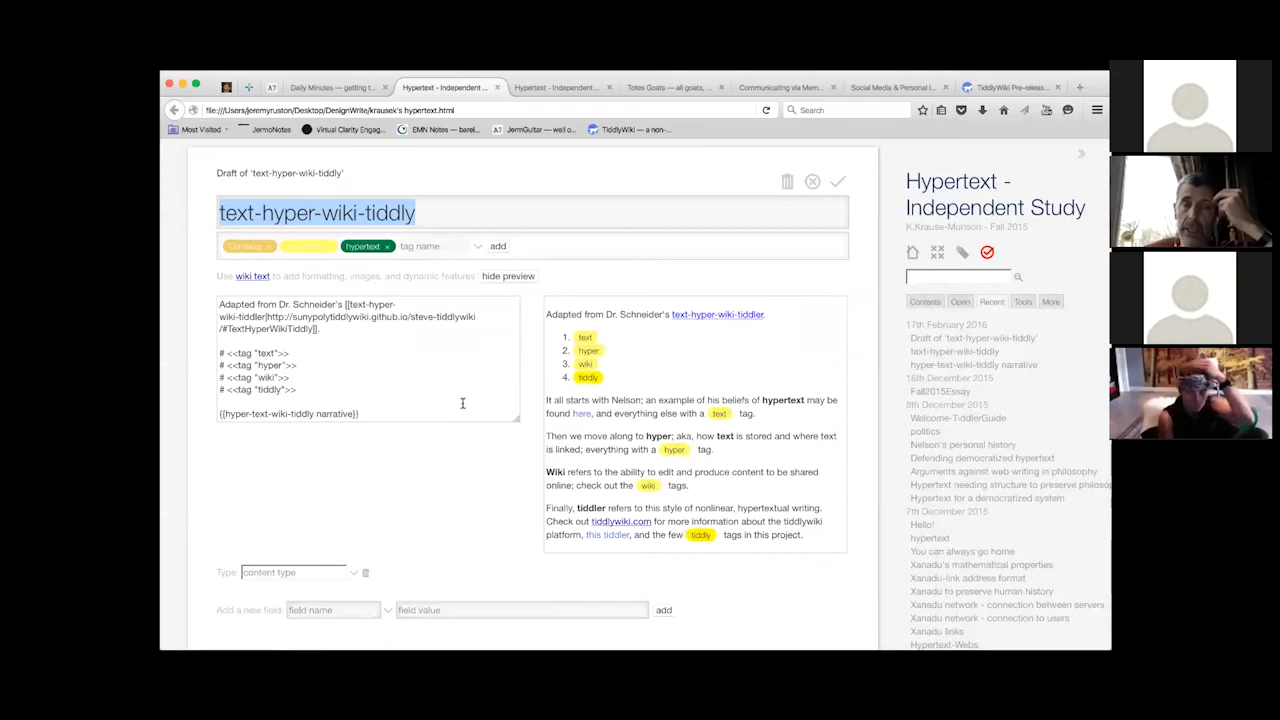 Daily Minutes — getting t...
Hypertext - Independent ...
Hypertext - Independent ...
Totes Goats — all goats, ...
Communicating via Mem...
Social Media & Personal I...
TiddlyWiki Pre-releas...
file:///Users/jeremyruston/Desktop/DesignWrite/krausek's hypertext.html
Search
Most Visited
JermoNotes
Virtual Clarity Engag...
EMN Notes — barel...
JermGuitar — well o...
TiddlyWiki — a non-...
Draft of 'text-hyper-wiki-tiddly'
text-hyper-wiki-tiddly
hypertext ×
tag name
add
Use wiki text to add formatting, images, and dynamic features
hide preview
Adapted from Dr. Schneider's [[text-hyper-
wiki-tiddler|http://sunypolytiddlywiki.github.io/steve-tiddlywiki
/#TextHyperWikiTiddly]].
# <<tag "text">>
# <<tag "hyper">>
# <<tag "wiki">>
# <<tag "tiddly">>
{{hyper-text-wiki-tiddly narrative}}
Adapted from Dr. Schneider's text-hyper-wiki-tiddler.
1. text
2. hyper
3. wiki
4. tiddly
It all starts with Nelson; an example of his beliefs of hypertext may be
found here, and everything else with a text tag.
Then we move along to hyper; aka, how text is stored and where text
is linked; everything with a hyper tag.
Wiki refers to the ability to edit and produce content to be shared
online; check out the wiki tags.
Finally, tiddler refers to this style of nonlinear, hypertextual writing.
Check out tiddlywiki.com for more information about the tiddlywiki
platform, this tiddler, and the few tiddly tags in this project.
Type:
content type
Add a new field:
field name
field value
add
Hypertext -
Independent Study
K.Krause-Munson - Fall 2015
Contents
Open
Recent
Tools
More
17th February 2016
Draft of 'text-hyper-wiki-tiddly'
text-hyper-wiki-tiddly
hyper-text-wiki-tiddly narrative
16th December 2015
Fall2015Essay
8th December 2015
Welcome-TiddlerGuide
politics
Nelson's personal history
Defending democratized hypertext
Arguments against web writing in philosophy
Hypertext needing structure to preserve philoso
Hypertext for a democratized system
7th December 2015
Hello!
hypertext
You can always go home
Xanadu's mathematical properties
Xanadu-link address format
Xanadu to preserve human history
Xanadu network - connection between servers
Xanadu network - connection to users
Xanadu links
Hypertext-Webs